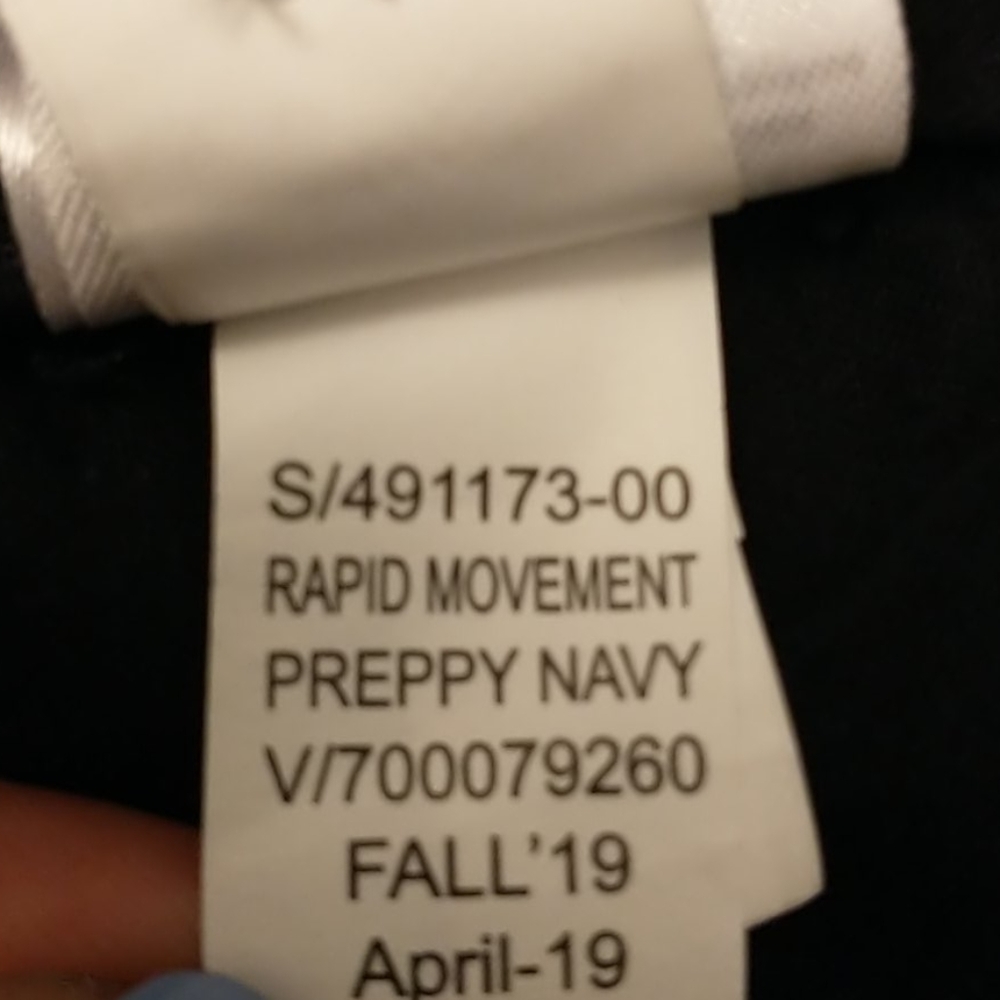 S/491173-00
RAPID MOVEMENT
PREPPY NAVY
V/700079260
FALL'19
April-19